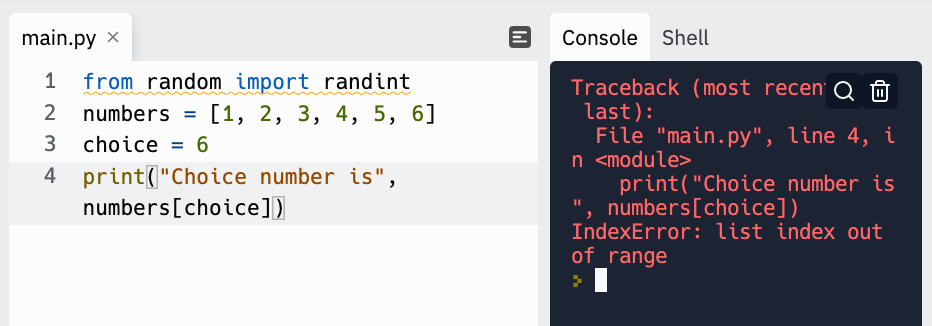 main.py ×
1 from random import randint
2 numbers = [1, 2, 3, 4, 5, 6]
3 choice = 6
4 print("Choice number is",
numbers[choice])
Console Shell
Traceback (most recen
last):
File "main.py", line 4, i
n <module>
print("Choice number is
", numbers[choice])
IndexError: list index out
of range
>